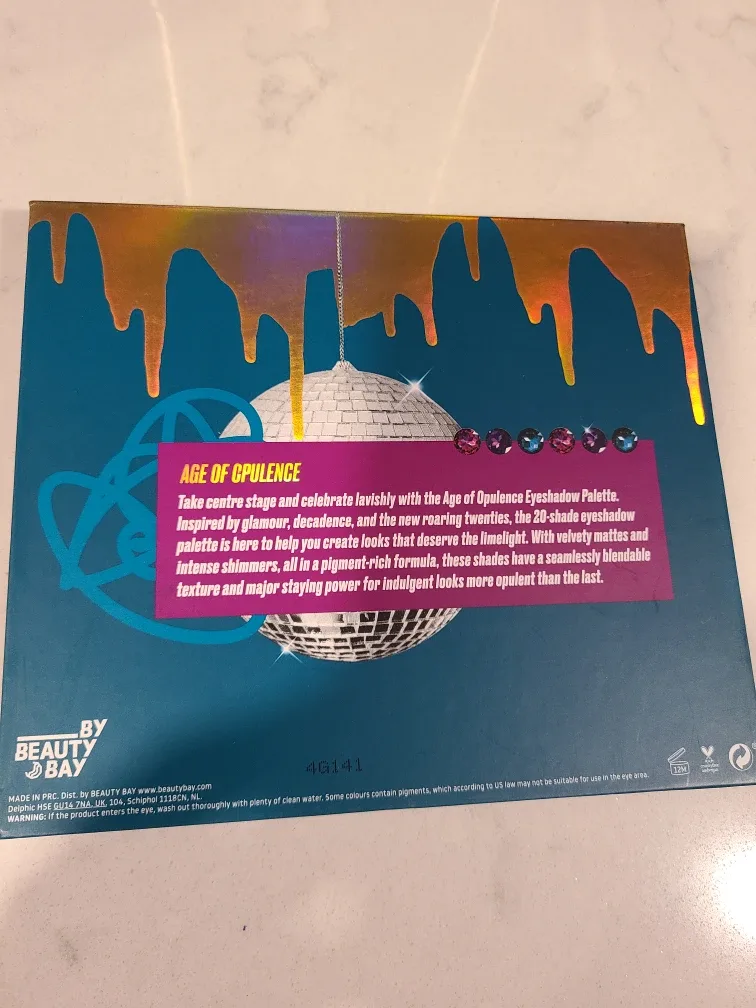 AGE OF OPULENCE
Take centre stage and celebrate lavishly with the Age of Opulence Eyeshadow Palette.
Inspired by glamour, decadence, and the new roaring twenties, the 20-shade eyeshadow
palette is here to help you create looks that deserve the limelight. With velvety mattes and
intense shimmers, all in a pigment-rich formula, these shades have a seamlessly blendable
texture and major staying power for indulgent looks more opulent than the last.
BY
BEAUTY
BAY
4G141
MADE IN PRC. Dist. by BEAUTY BAY www.beautybay.com
Delphic HSE GU14 7NA, UK, 104, Schiphol 1118CN, NL.
WARNING: If the product enters the eye, wash out thoroughly with plenty of clean water. Some colours contain pigments, which according to US law may not be suitable for use in the eye area.
12M